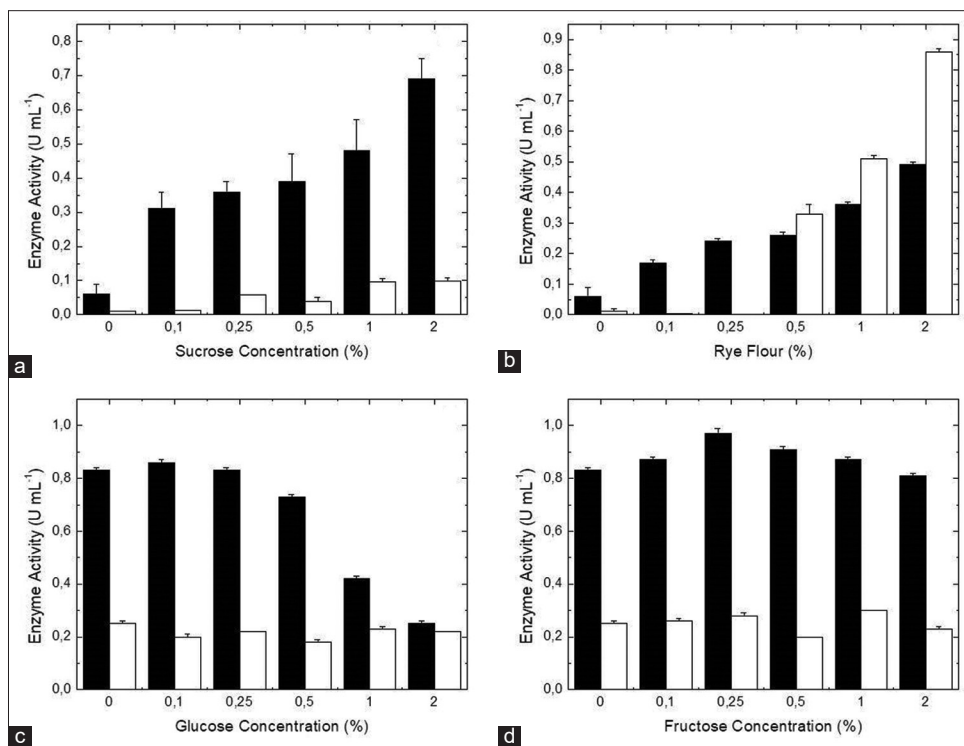 0,8
0,7
0,6
0,5
0,4
0,3
0,2
0,1
0,0
Enzyme Activity (U mL⁻¹)
0 0,1 0,25 0,5 1 2
Sucrose Concentration (%)
a
0,9
0,8
0,7
0,6
0,5
0,4
0,3
0,2
0,1
0,0
Enzyme Ativity (U mL⁻¹)
0 0,1 0,25 0,5 1 2
Rye Flour (%)
b
1,0
0,8
0,6
0,4
0,2
0,0
Enzyme Activity (U mL⁻¹)
0 0,1 0,25 0,5 1 2
Glucose Concentration (%)
c
1,0
0,8
0,6
0,4
0,2
0,0
Enzyme Activity (U mL⁻¹)
0 0,1 0,25 0,5 1 2
Fructose Concentration (%)
d